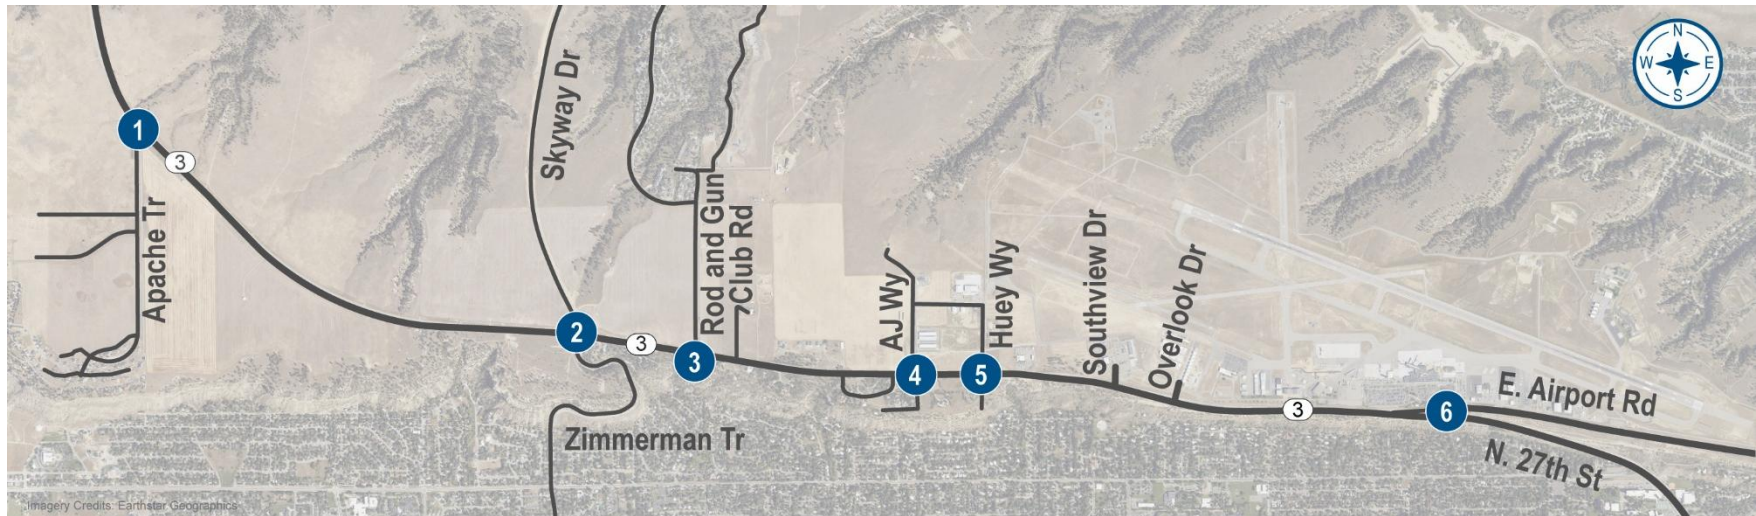 N
W E
S
1
3
Apache Tr
Skyway Dr
2
3
Zimmerman Tr
3
Rod and Gun
Club Rd
AJ Wy
4
Huey Wy
5
Southview Dr
Overlook Dr
3
6
E. Airport Rd
N. 27th St
Imagery Credits: Earthstar Geographics